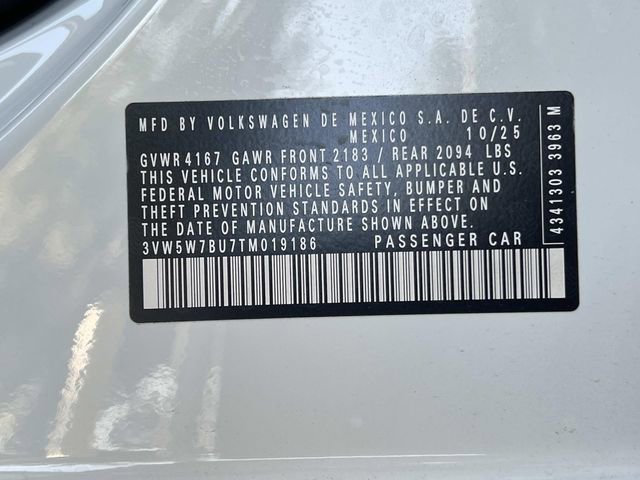 MFD BY VOLKSWAGEN DE MEXICO S.A. DE C.V.
MEXICO 10/25
GVWR 4167 GAWR FRONT 2183 / REAR 2094 LBS
THIS VEHICLE CONFORMS TO ALL APPLICABLE U.S.
FEDERAL MOTOR VEHICLE SAFETY, BUMPER AND
THEFT PREVENTION STANDARDS IN EFFECT ON
THE DATE OF MANUFACTURE SHOWN ABOVE.
3VW5W7BU7TM019186 PASSENGER CAR
4341303 3963 M